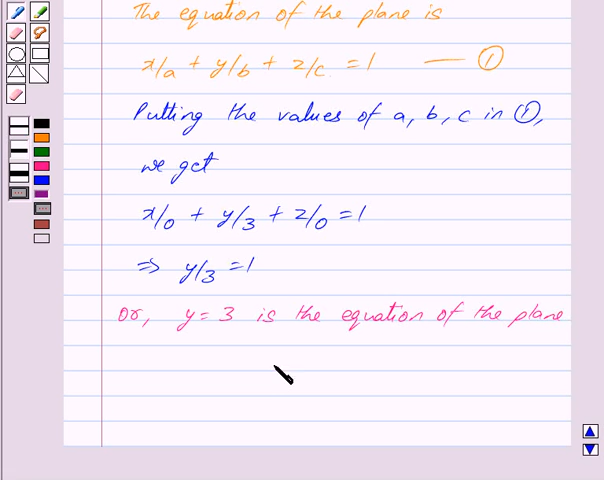 The equation of the plane is
x/a + y/b + z/c = 1 — ①
Putting the values of a, b, c in ①,
we get
x/0 + y/3 + z/0 = 1
⇒ y/3 = 1
Or, y = 3 is the equation of the plane